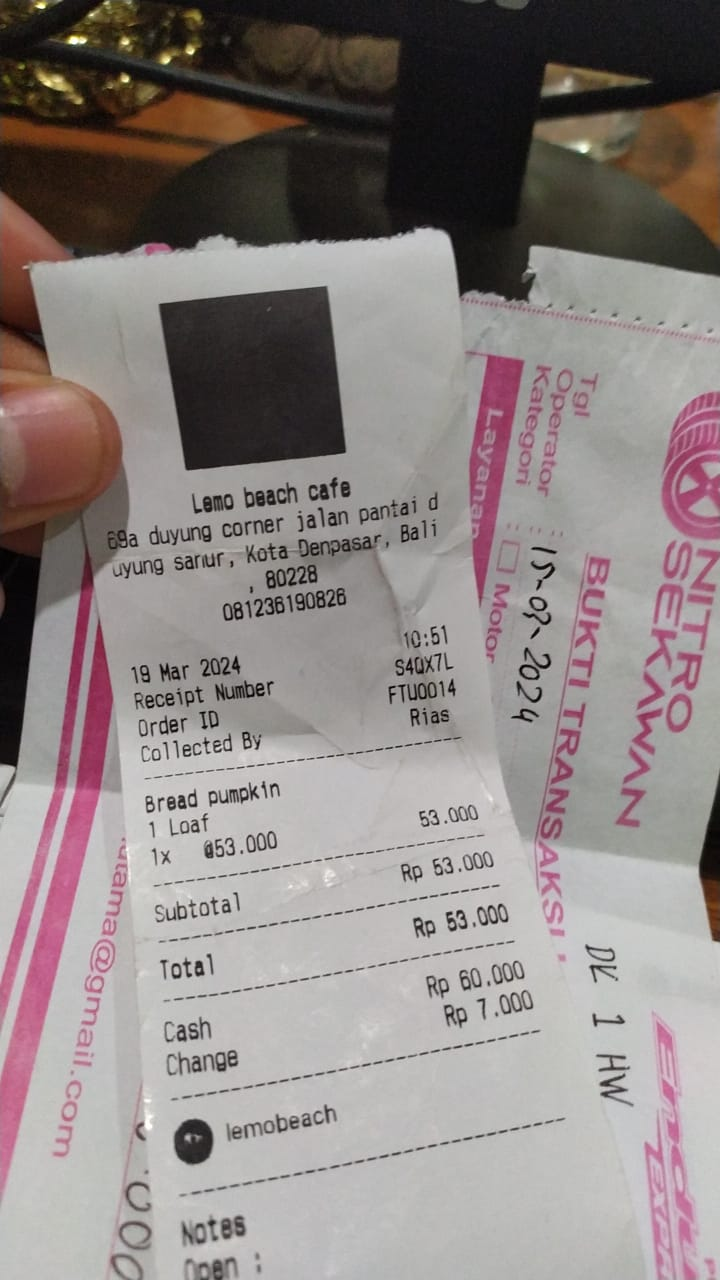 Lemo beach cafe
69a duyung corner jalan pantai d
uyung sanur, Kota Denpasar, Bali
, 80228
081236190826
19 Mar 2024 10:51
Receipt Number S4QX7L
Order ID FTU0014
Collected By Rias
Bread pumpkin
1 Loaf
1x @53.000 53.000
Subtotal Rp 53.000
Total Rp 53.000
Cash Rp 60.000
Change Rp 7.000
lemobeach
Notes
Open :
NITRO
SEKAWAN
BUKTI TRANSAKSI
Tgl : 15-03-2024
Operator :
Kategori : Motor
Layanan
DK 1 HW
utama@gmail.com
000